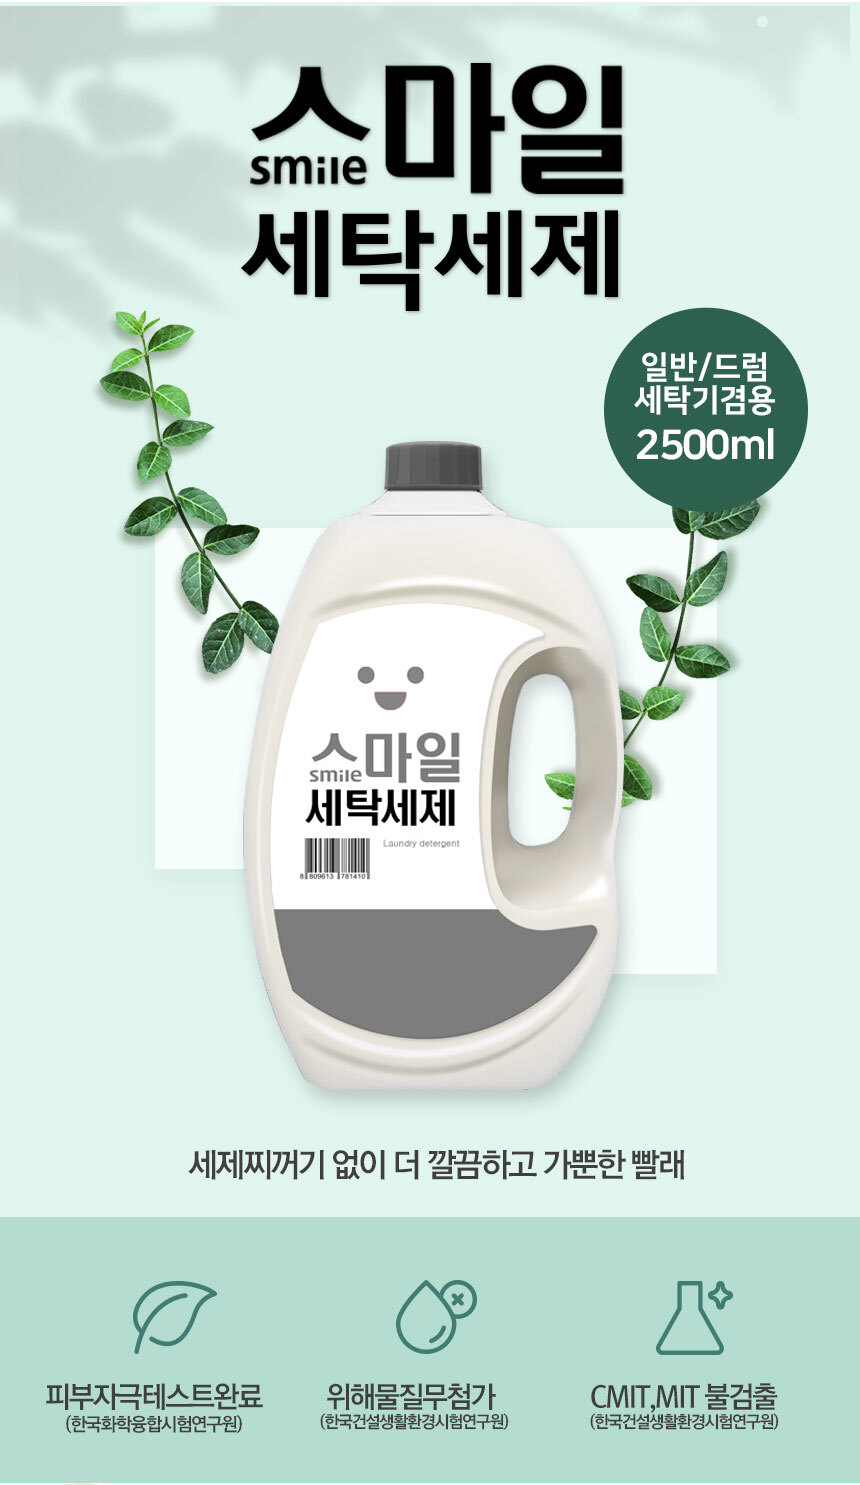 스마일
smile
세탁세제
일반/드럼
세탁기겸용
2500ml
스마일
smile
세탁세제
Laundry detergent
8 809613 781410
세제찌꺼기 없이 더 깔끔하고 가뿐한 빨래
피부자극테스트완료
(한국화학융합시험연구원)
위해물질무첨가
(한국건설생활환경시험연구원)
CMIT,MIT 불검출
(한국건설생활환경시험연구원)